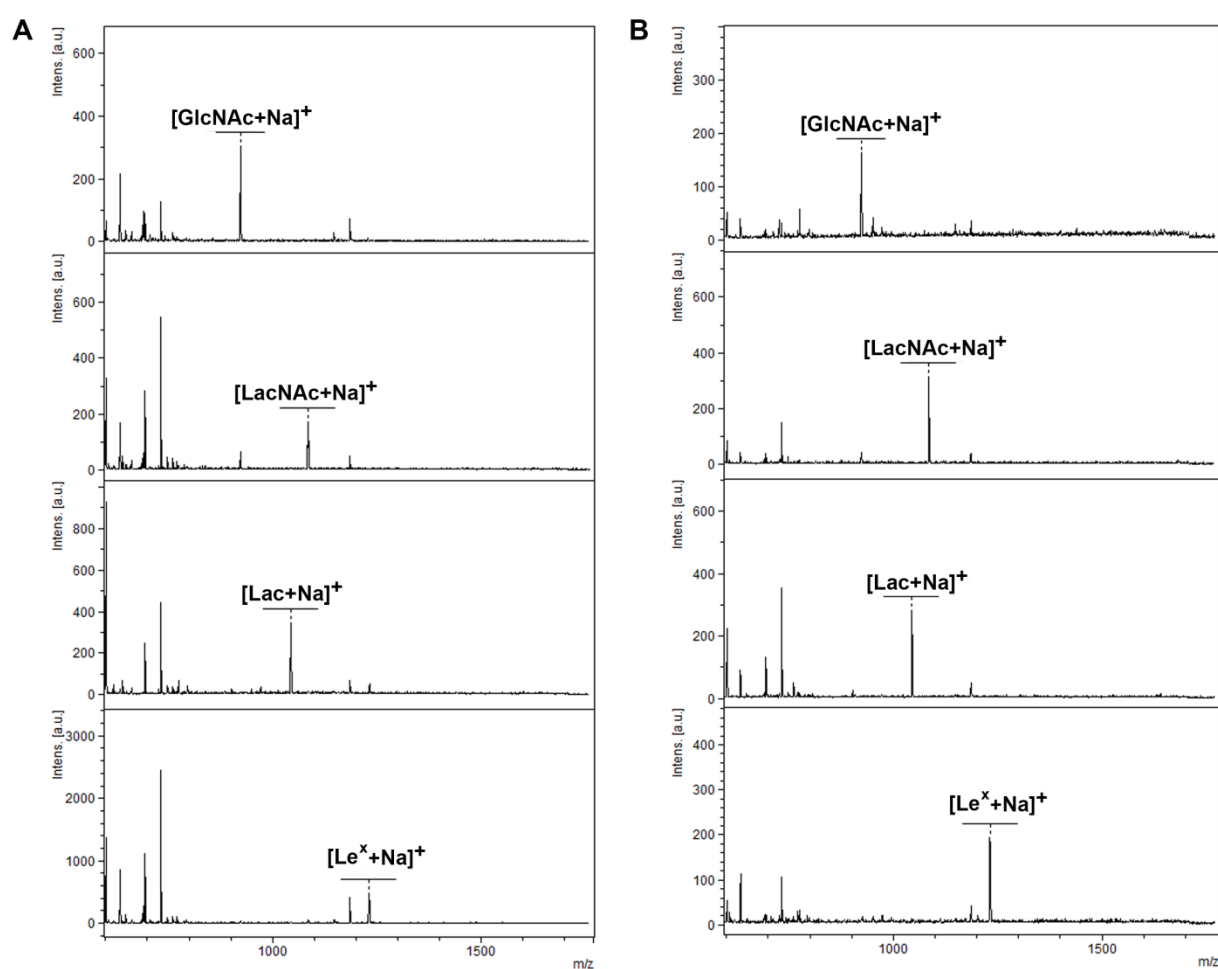 A
B
Intens. [a.u.]
600
400
200
0
[GlcNAc+Na]⁺
Intens. [a.u.]
300
200
100
0
[GlcNAc+Na]⁺
Intens. [a.u.]
600
400
200
0
[LacNAc+Na]⁺
Intens. [a.u.]
600
400
200
0
[LacNAc+Na]⁺
Intens. [a.u.]
800
600
400
200
0
[Lac+Na]⁺
Intens. [a.u.]
600
400
200
0
[Lac+Na]⁺
Intens. [a.u.]
3000
2000
1000
0
[Leˣ+Na]⁺
1000
1500
m/z
Intens. [a.u.]
400
300
200
100
0
[Leˣ+Na]⁺
1000
1500
m/z